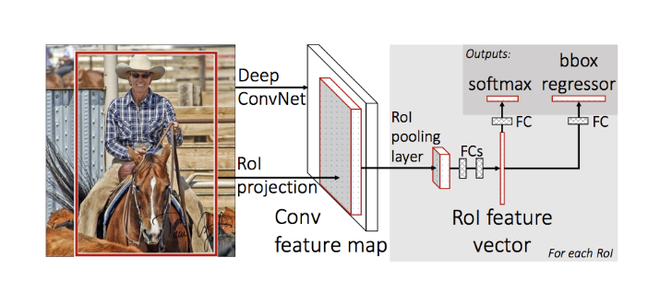 Deep
ConvNet
RoI
projection
Conv
feature map
RoI
pooling
layer
FCs
RoI feature
vector
For each RoI
Outputs:
softmax
bbox
regressor
FC
FC